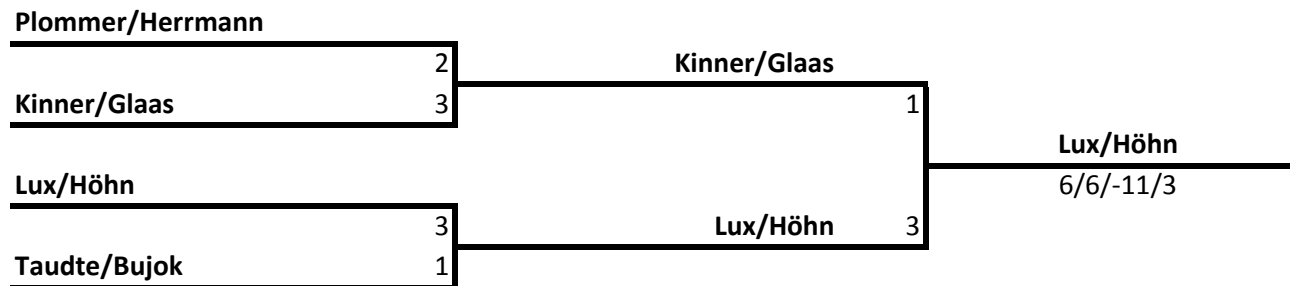 Plommer/Herrmann
2
Kinner/Glaas
Kinner/Glaas
3
1
Lux/Höhn
Lux/Höhn
6/6/-11/3
3
Lux/Höhn
3
Taudte/Bujok
1